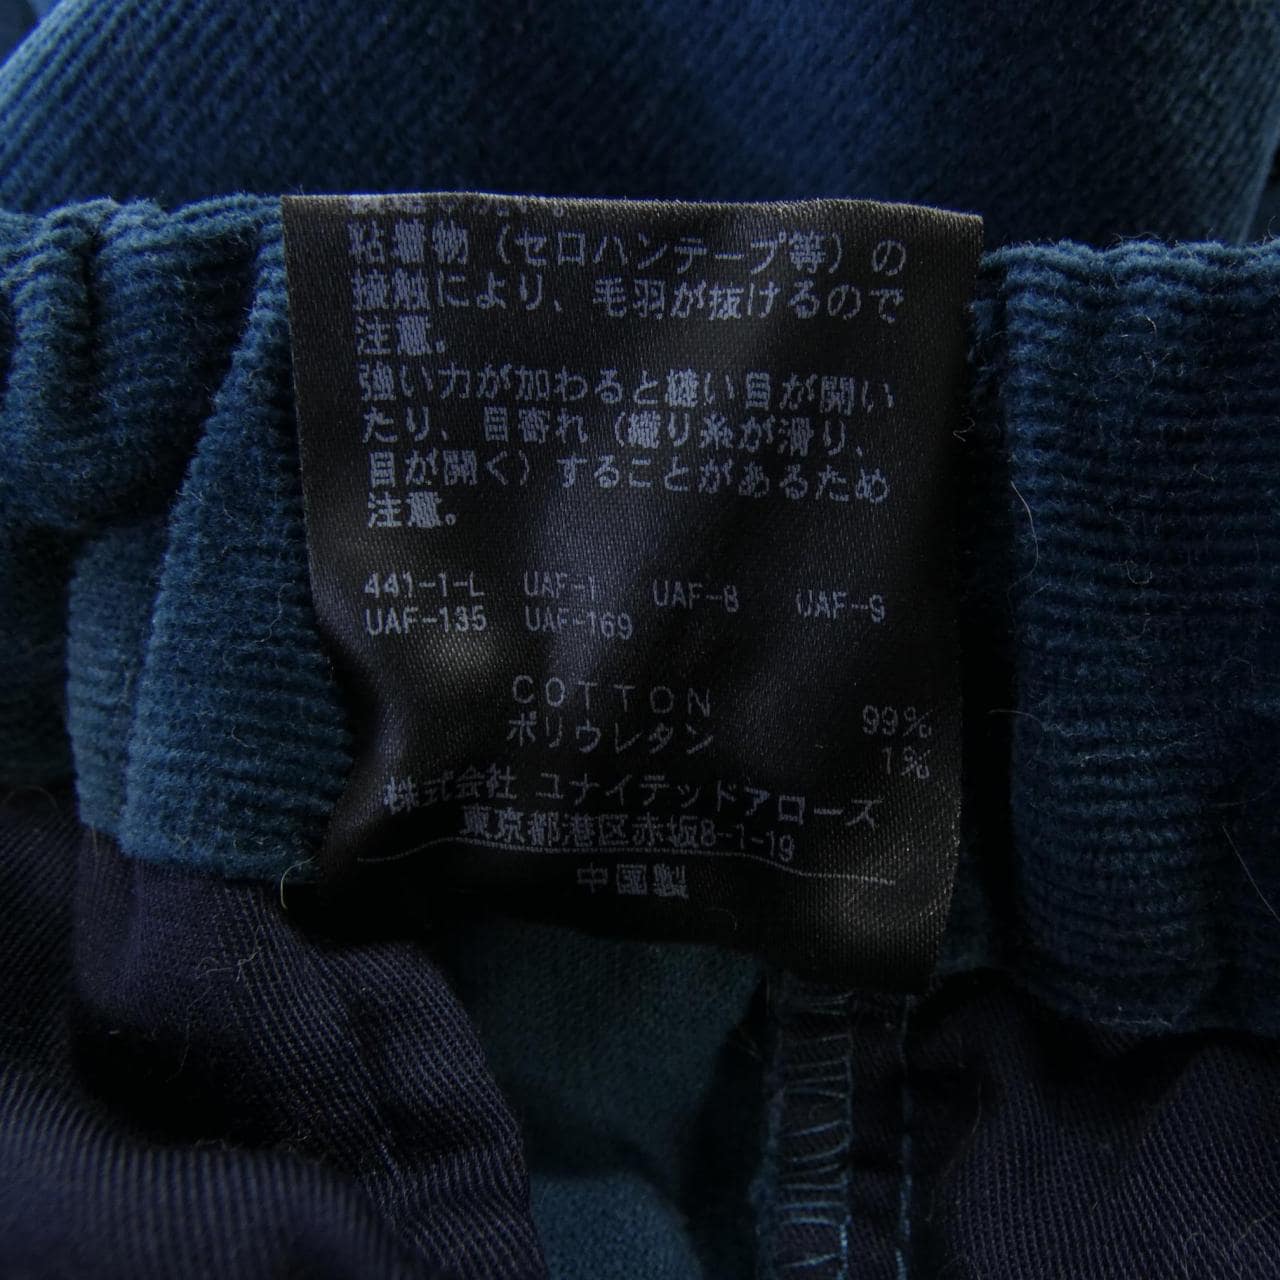 粘着物（セロハンテープ等）の
接触により、毛羽が抜けるので
注意。
強い力が加わると縫い目が開い
たり、目寄れ（織り糸が滑り、
目が開く）することがあるため
注意。
441-1-L UAF-1 UAF-8 UAF-9
UAF-135 UAF-169
COTTON 99%
ポリウレタン 1%
株式会社 ユナイテッドアローズ
東京都港区赤坂8-1-19
中国製